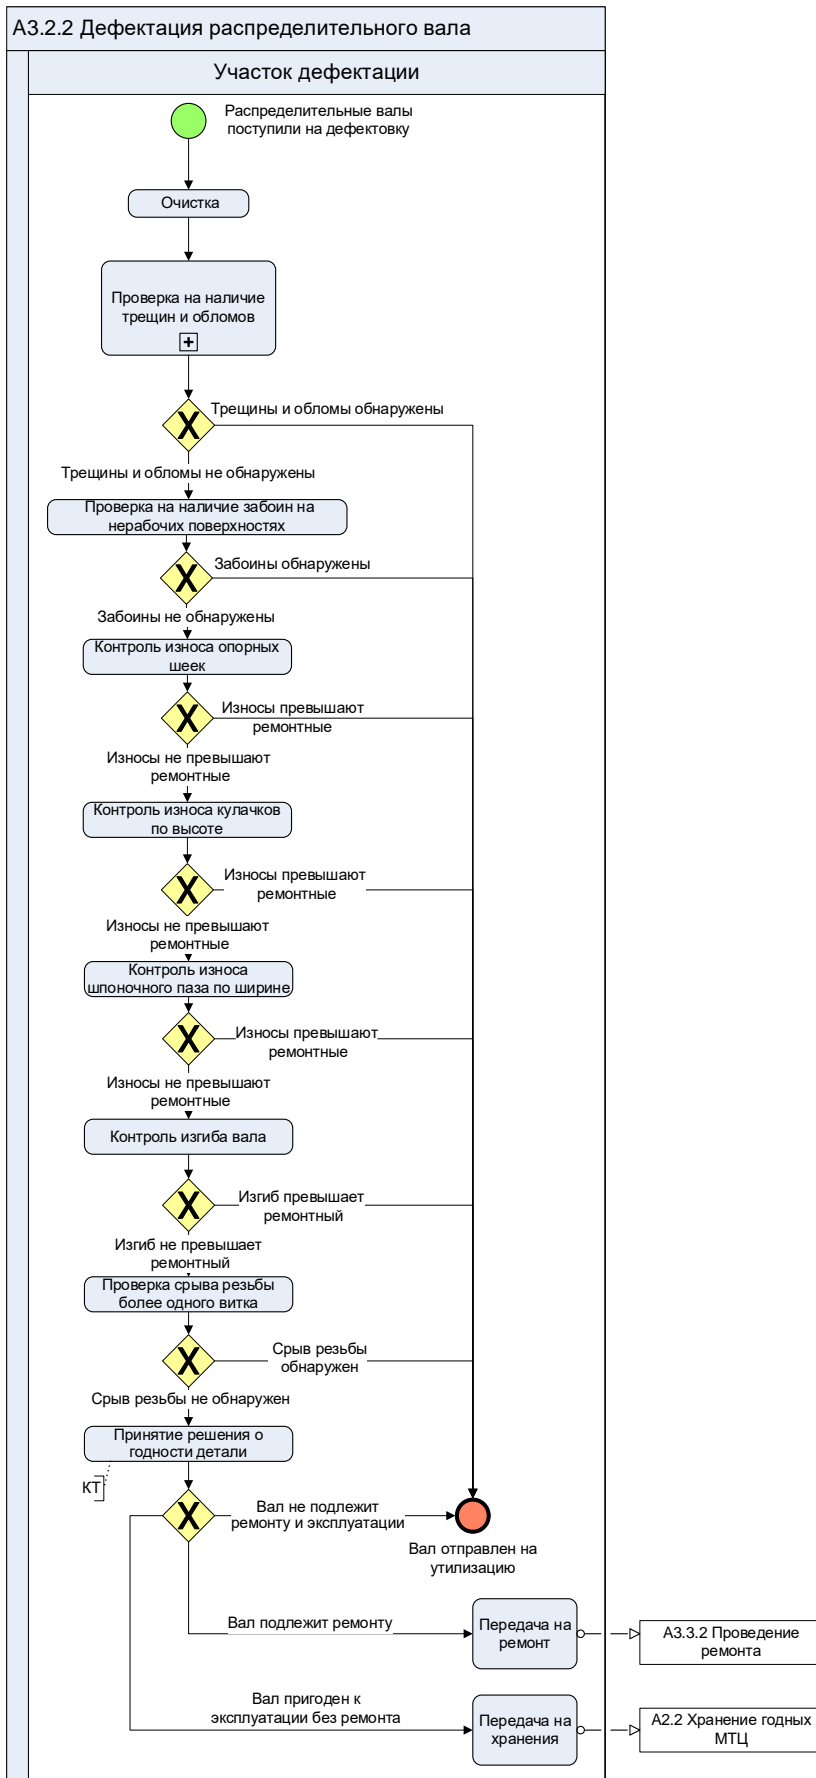 А3.2.2 Дефектация распределительного вала
Участок дефектации
Распределительные валы
поступили на дефектовку
Очистка
Проверка на наличие
трещин и обломов
Трещины и обломы обнаружены
Трещины и обломы не обнаружены
Проверка на наличие забоин на
нерабочих поверхностях
Забоины обнаружены
Забоины не обнаружены
Контроль износа опорных
шеек
Износы превышают
ремонтные
Износы не превышают
ремонтные
Контроль износа кулачков
по высоте
Износы превышают
ремонтные
Износы не превышают
ремонтные
Контроль износа
шпоночного паза по ширине
Износы превышают
ремонтные
Износы не превышают
ремонтные
Контроль изгиба вала
Изгиб превышает
ремонтный
Изгиб не превышает
ремонтный
Проверка срыва резьбы
более одного витка
Срыв резьбы
обнаружен
Срыв резьбы не обнаружен
Принятие решения о
годности детали
КТ
Вал не подлежит
ремонту и эксплуатации
Вал отправлен на
утилизацию
Вал подлежит ремонту
Передача на
ремонт
А3.3.2 Проведение
ремонта
Вал пригоден к
эксплуатации без ремонта
Передача на
хранения
А2.2 Хранение годных
МТЦ